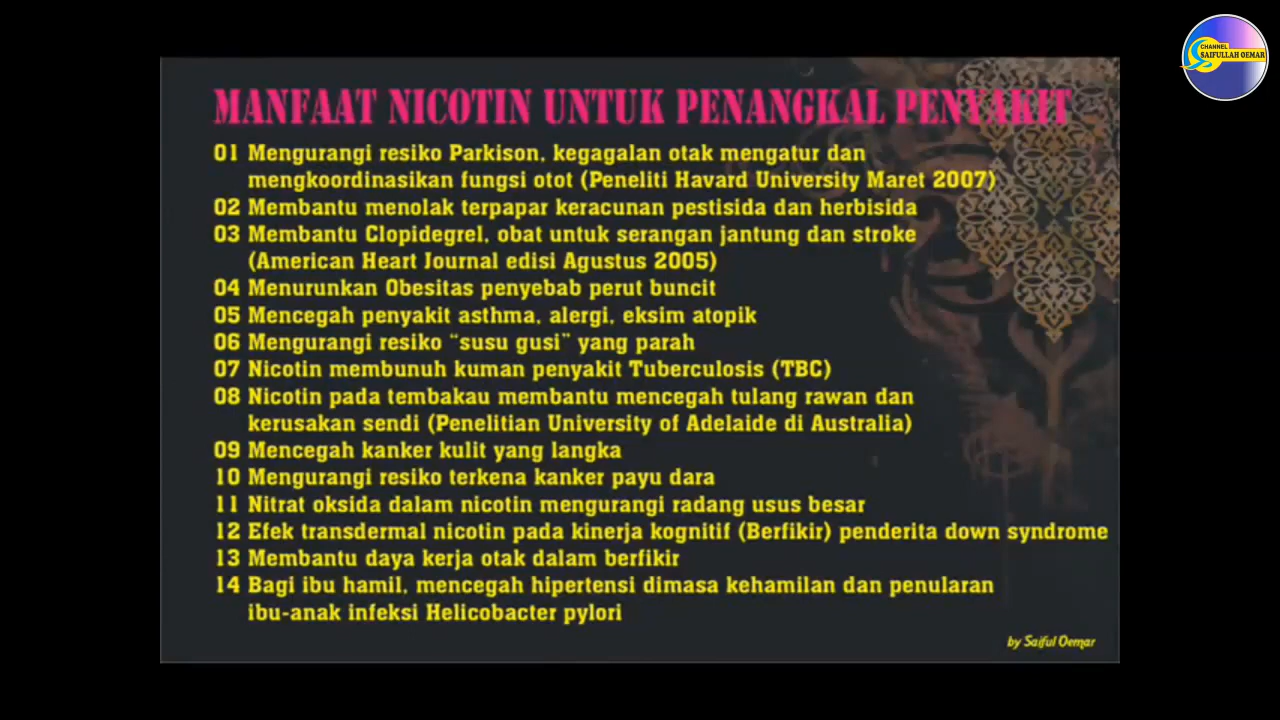 CHANNEL
SAIFULLAH OEMAR
MANFAAT NICOTIN UNTUK PENANGKAL PENYAKIT
01 Mengurangi resiko Parkison, kegagalan otak mengatur dan
mengkoordinasikan fungsi otot (Peneliti Havard University Maret 2007)
02 Membantu menolak terpapar keracunan pestisida dan herbisida
03 Membantu Clopidegrel, obat untuk serangan jantung dan stroke
(American Heart Journal edisi Agustus 2005)
04 Menurunkan Obesitas penyebab perut buncit
05 Mencegah penyakit asthma, alergi, eksim atopik
06 Mengurangi resiko “susu gusi” yang parah
07 Nicotin membunuh kuman penyakit Tuberculosis (TBC)
08 Nicotin pada tembakau membantu mencegah tulang rawan dan
kerusakan sendi (Penelitian University of Adelaide di Australia)
09 Mencegah kanker kulit yang langka
10 Mengurangi resiko terkena kanker payu dara
11 Nitrat oksida dalam nicotin mengurangi radang usus besar
12 Efek transdermal nicotin pada kinerja kognitif (Berfikir) penderita down syndrome
13 Membantu daya kerja otak dalam berfikir
14 Bagi ibu hamil, mencegah hipertensi dimasa kehamilan dan penularan
ibu-anak infeksi Helicobacter pylori
by Saiful Oemar